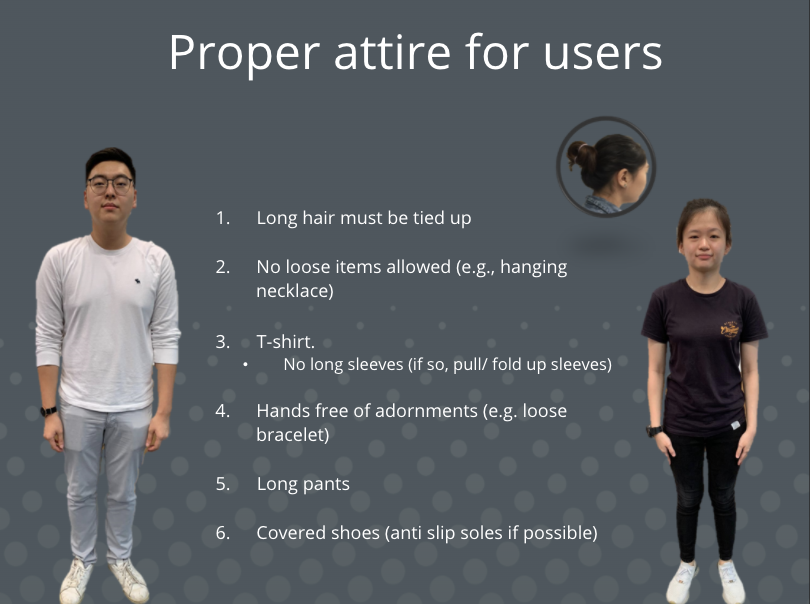 Proper attire for users
1. Long hair must be tied up
2. No loose items allowed (e.g., hanging
necklace)
3. T-shirt.
• No long sleeves (if so, pull/ fold up sleeves)
4. Hands free of adornments (e.g. loose
bracelet)
5. Long pants
6. Covered shoes (anti slip soles if possible)